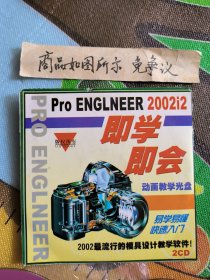 商品如图所示 免争议
Pro ENGLNEER 2002i2
PRO ENGLNEER
即学
即会
动画教学光盘
易学易懂
快速入门
2002最流行的模具设计教学软件!
2CD